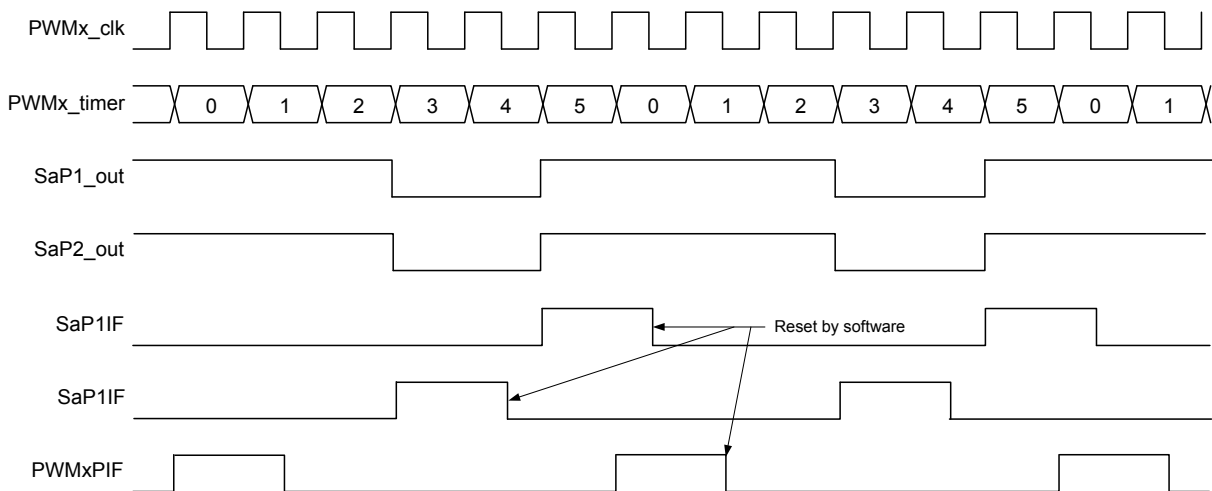 PWMx_clk
PWMx_timer 0 1 2 3 4 5 0 1 2 3 4 5 0 1
SaP1_out
SaP2_out
SaP1IF
Reset by software
SaP1IF
PWMxPIF